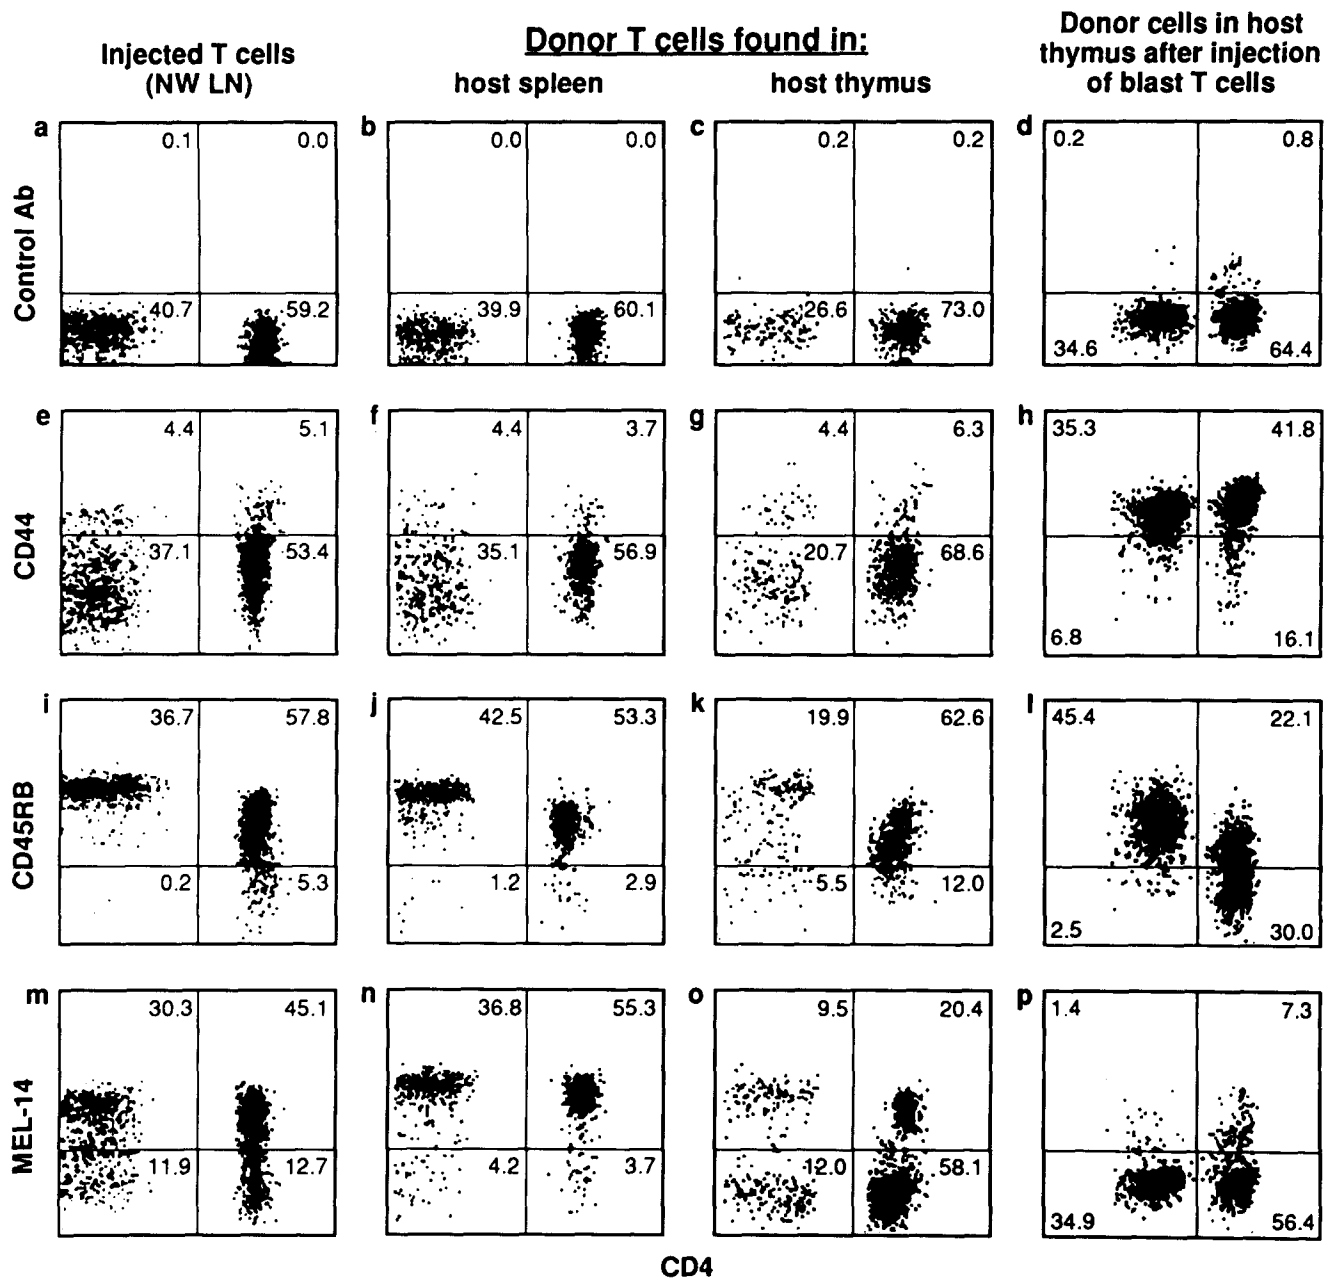 Injected T cells
(NW LN)
Donor T cells found in:
host spleen
host thymus
Donor cells in host
thymus after injection
of blast T cells
Control Ab
a
0.1
0.0
40.7
59.2
b
0.0
0.0
39.9
60.1
c
0.2
0.2
26.6
73.0
d
0.2
0.8
34.6
64.4
CD44
e
4.4
5.1
37.1
53.4
f
4.4
3.7
35.1
56.9
g
4.4
6.3
20.7
68.6
h
35.3
41.8
6.8
16.1
CD45RB
i
36.7
57.8
0.2
5.3
j
42.5
53.3
1.2
2.9
k
19.9
62.6
5.5
12.0
l
45.4
22.1
2.5
30.0
MEL-14
m
30.3
45.1
11.9
12.7
n
36.8
55.3
4.2
3.7
o
9.5
20.4
12.0
58.1
p
1.4
7.3
34.9
56.4
CD4